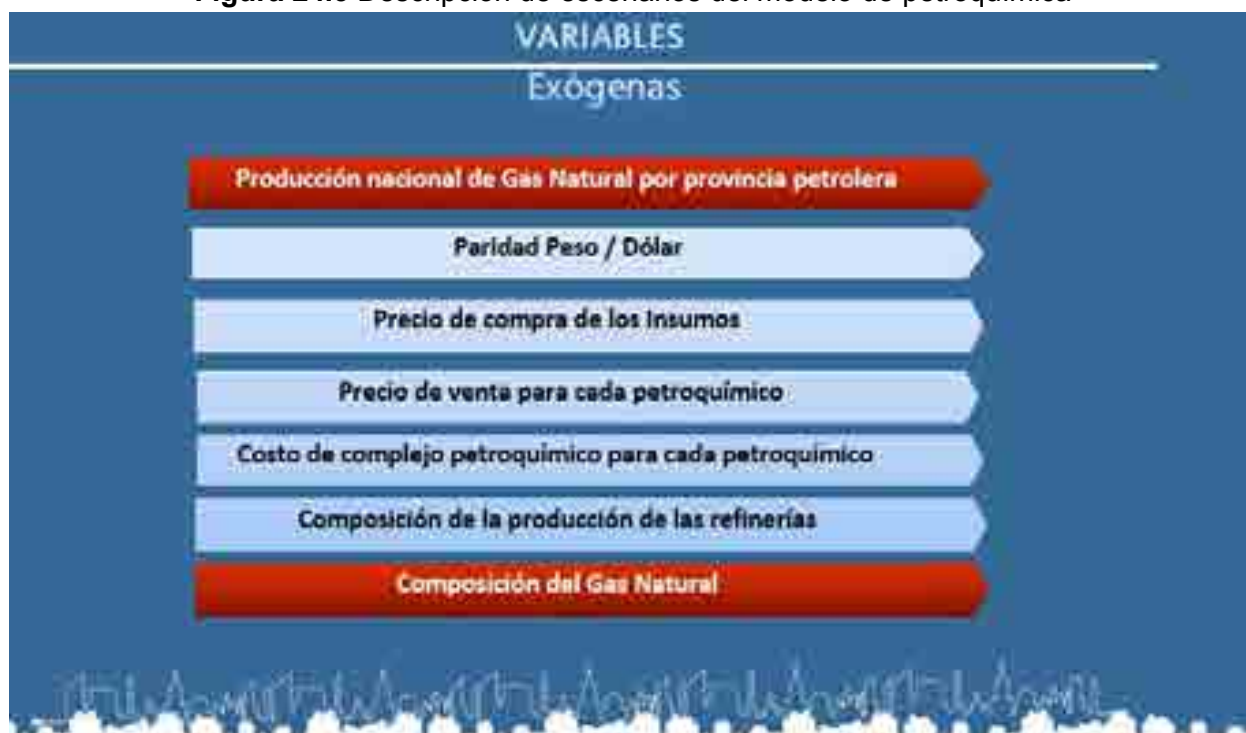 VARIABLES
Exógenas
Producción nacional de Gas Natural por provincia petrolera
Paridad Peso / Dólar
Precio de compra de los Insumos
Precio de venta para cada petroquímico
Costo de complejo petroquímico para cada petroquímico
Composición de la producción de las refinerías
Composición del Gas Natural